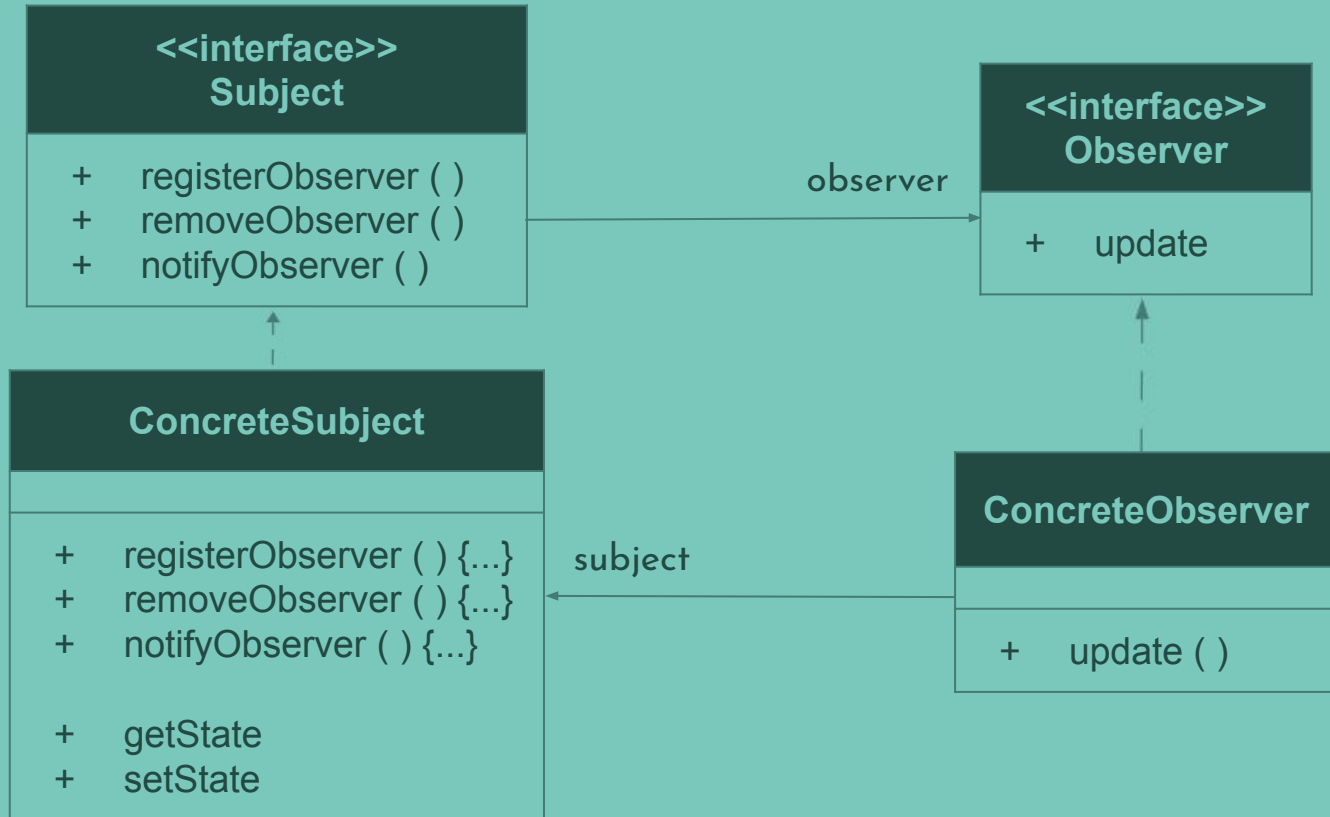 <<interface>>
Subject
+ registerObserver ( )
+ removeObserver ( )
+ notifyObserver ( )
observer
<<interface>>
Observer
+ update
ConcreteSubject
+ registerObserver ( ) {...}
+ removeObserver ( ) {...}
+ notifyObserver ( ) {...}
+ getState
+ setState
subject
ConcreteObserver
+ update ( )